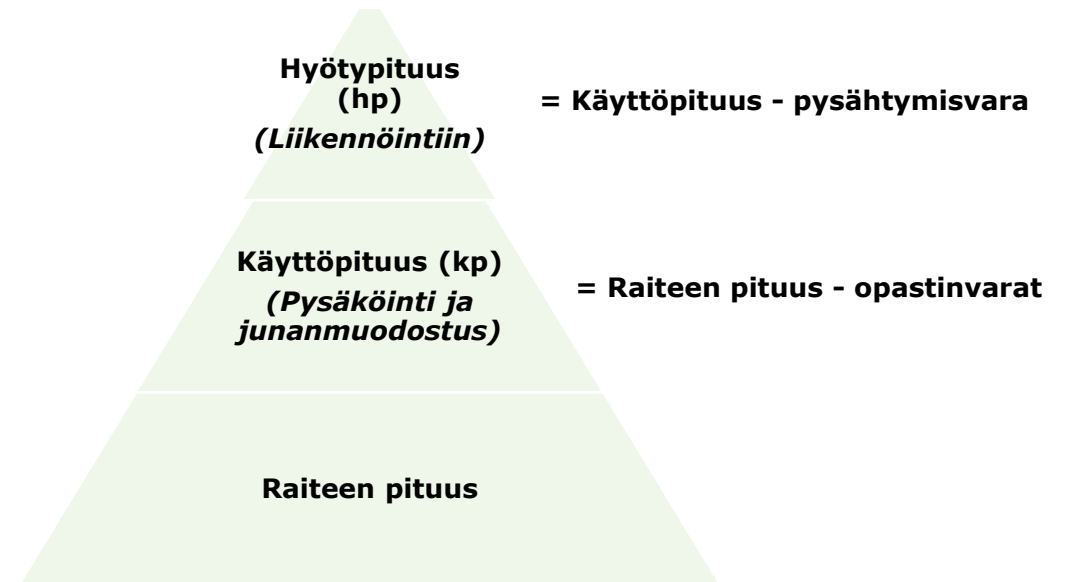 Hyötypituus
(hp)
(Liikennöintiin)
= Käyttöpituus - pysähtymisvara
Käyttöpituus (kp)
(Pysäköinti ja
junanmuodostus)
= Raiteen pituus - opastinvarat
Raiteen pituus